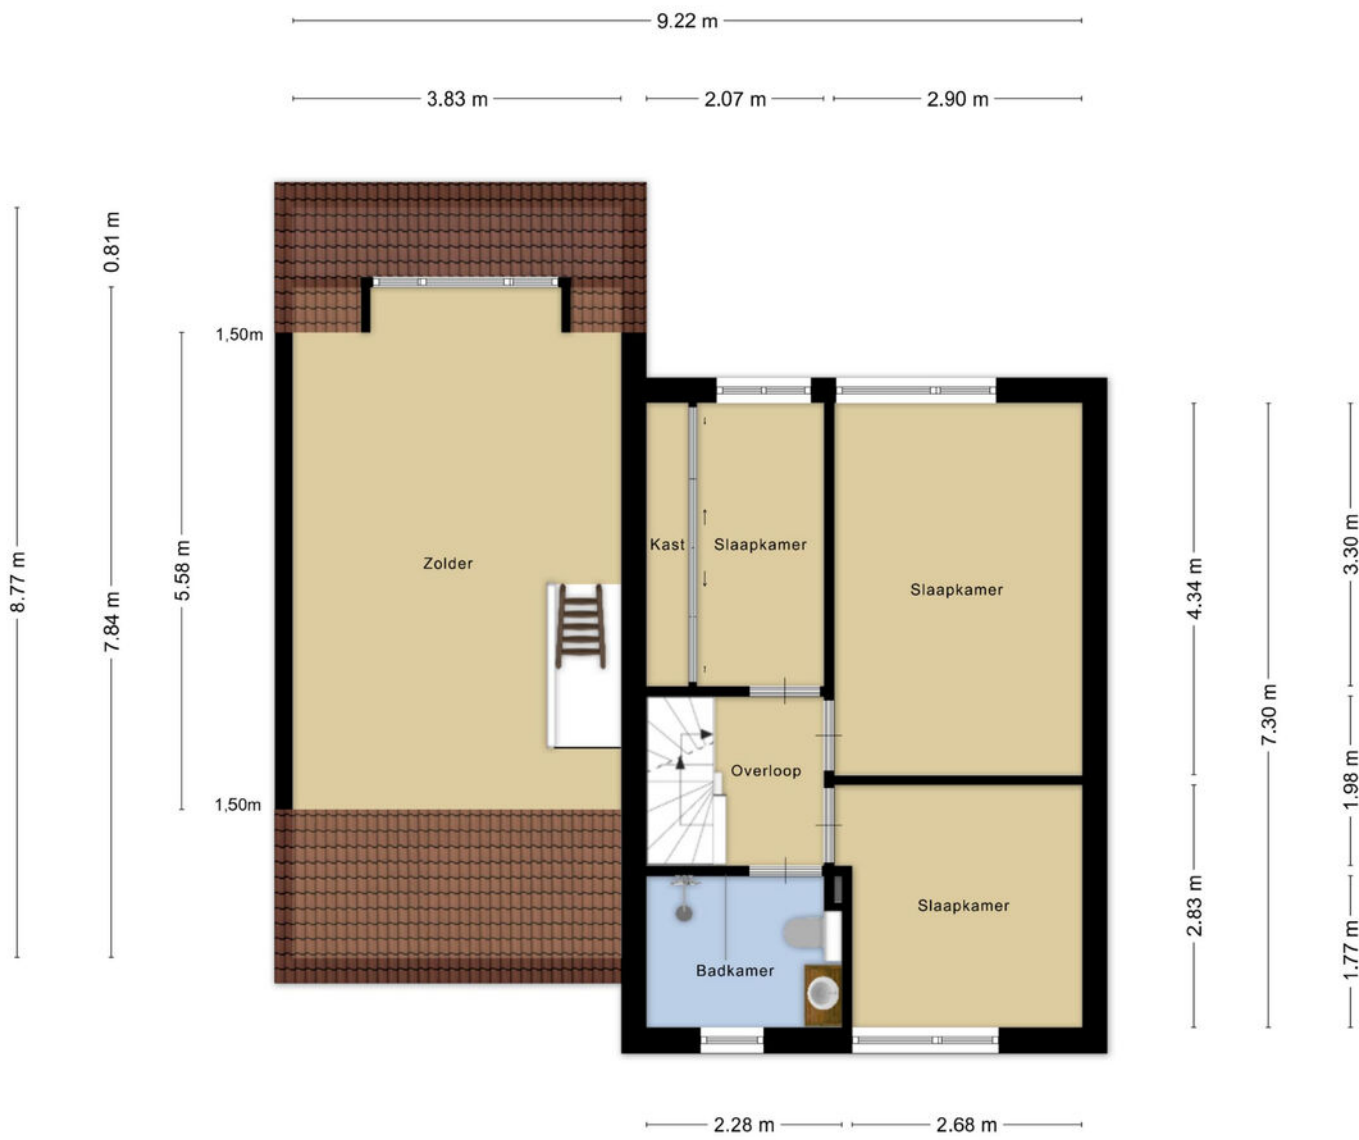 9.22 m
3.83 m
2.07 m
2.90 m
0.81 m
1,50m
8.77 m
7.84 m
5.58 m
Zolder
Kast
Slaapkamer
Slaapkamer
4.34 m
3.30 m
7.30 m
Overloop
1.98 m
1,50m
Slaapkamer
2.83 m
1.77 m
Badkamer
2.28 m
2.68 m